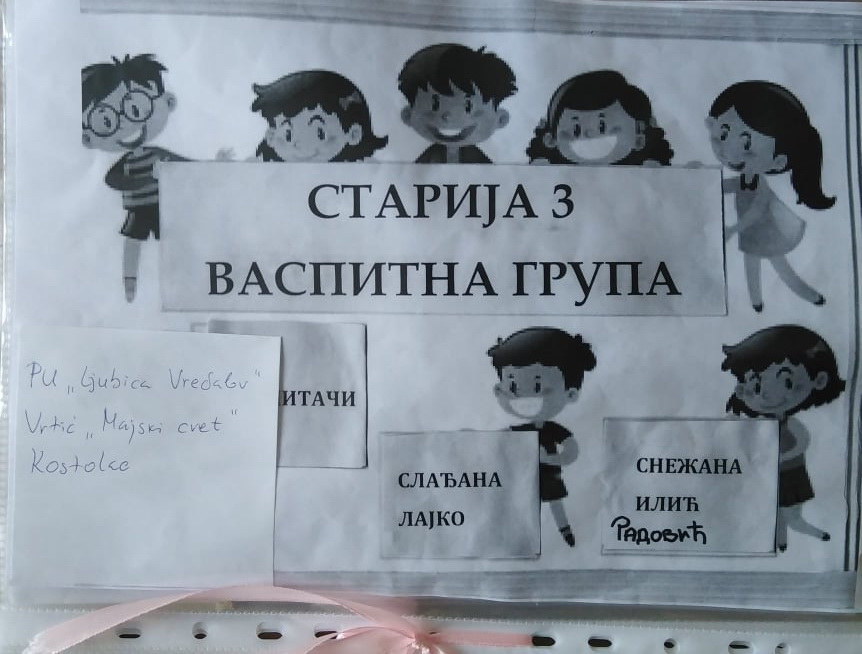 СТАРИЈА 3
ВАСПИТНА ГРУПА
PU „Ljubica Vrebalov"
Vrtić „Majski cvet"
Kostolac
ИТАЧИ
СЛАЂАНА
ЛАЈКО
СНЕЖАНА
ИЛИЋ
Радовић